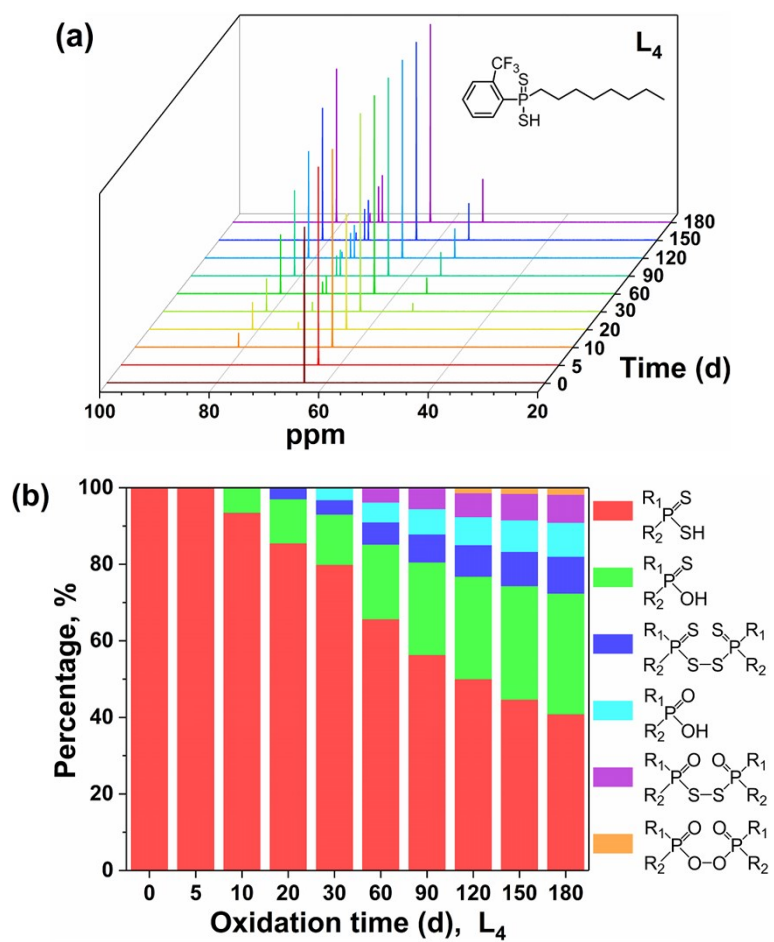 (a)
L4
CF3
S
P
SH
180
150
120
90
60
30
20
10
5
0
Time (d)
100 80 60 40 20
ppm
(b)
Percentage, %
100
80
60
40
20
0
0 5 10 20 30 60 90 120 150 180
Oxidation time (d), L4
R1 S
P
R2 SH
R1 S
P
R2 OH
R1 S S R1
P P
R2 S S R2
R1 O
P
R2 OH
R1 O O R1
P P
R2 S S R2
R1 O O R1
P P
R2 O O R2